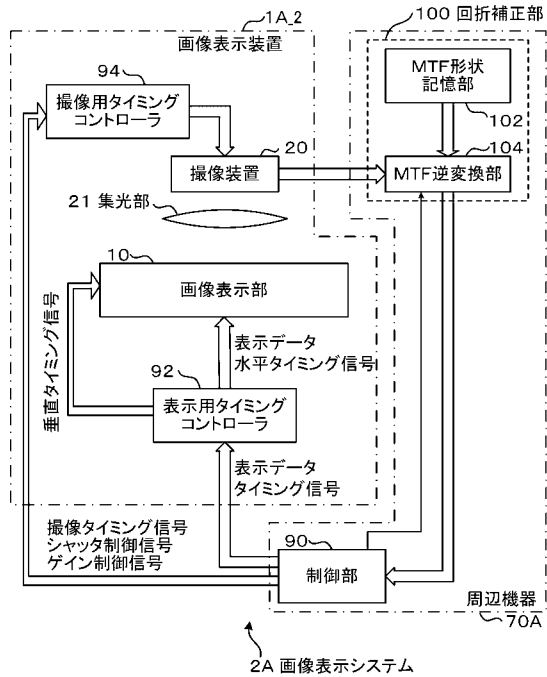 1A_2
画像表示装置
100 回折補正部
94
撮像用タイミング
コントローラ
MTF形状
記憶部
102
20
撮像装置
104
MTF逆変換部
21 集光部
10
画像表示部
垂直タイミング信号
表示データ
水平タイミング信号
92
表示用タイミング
コントローラ
表示データ
タイミング信号
撮像タイミング信号
シャッタ制御信号
ゲイン制御信号
90
制御部
周辺機器
70A
2A 画像表示システム